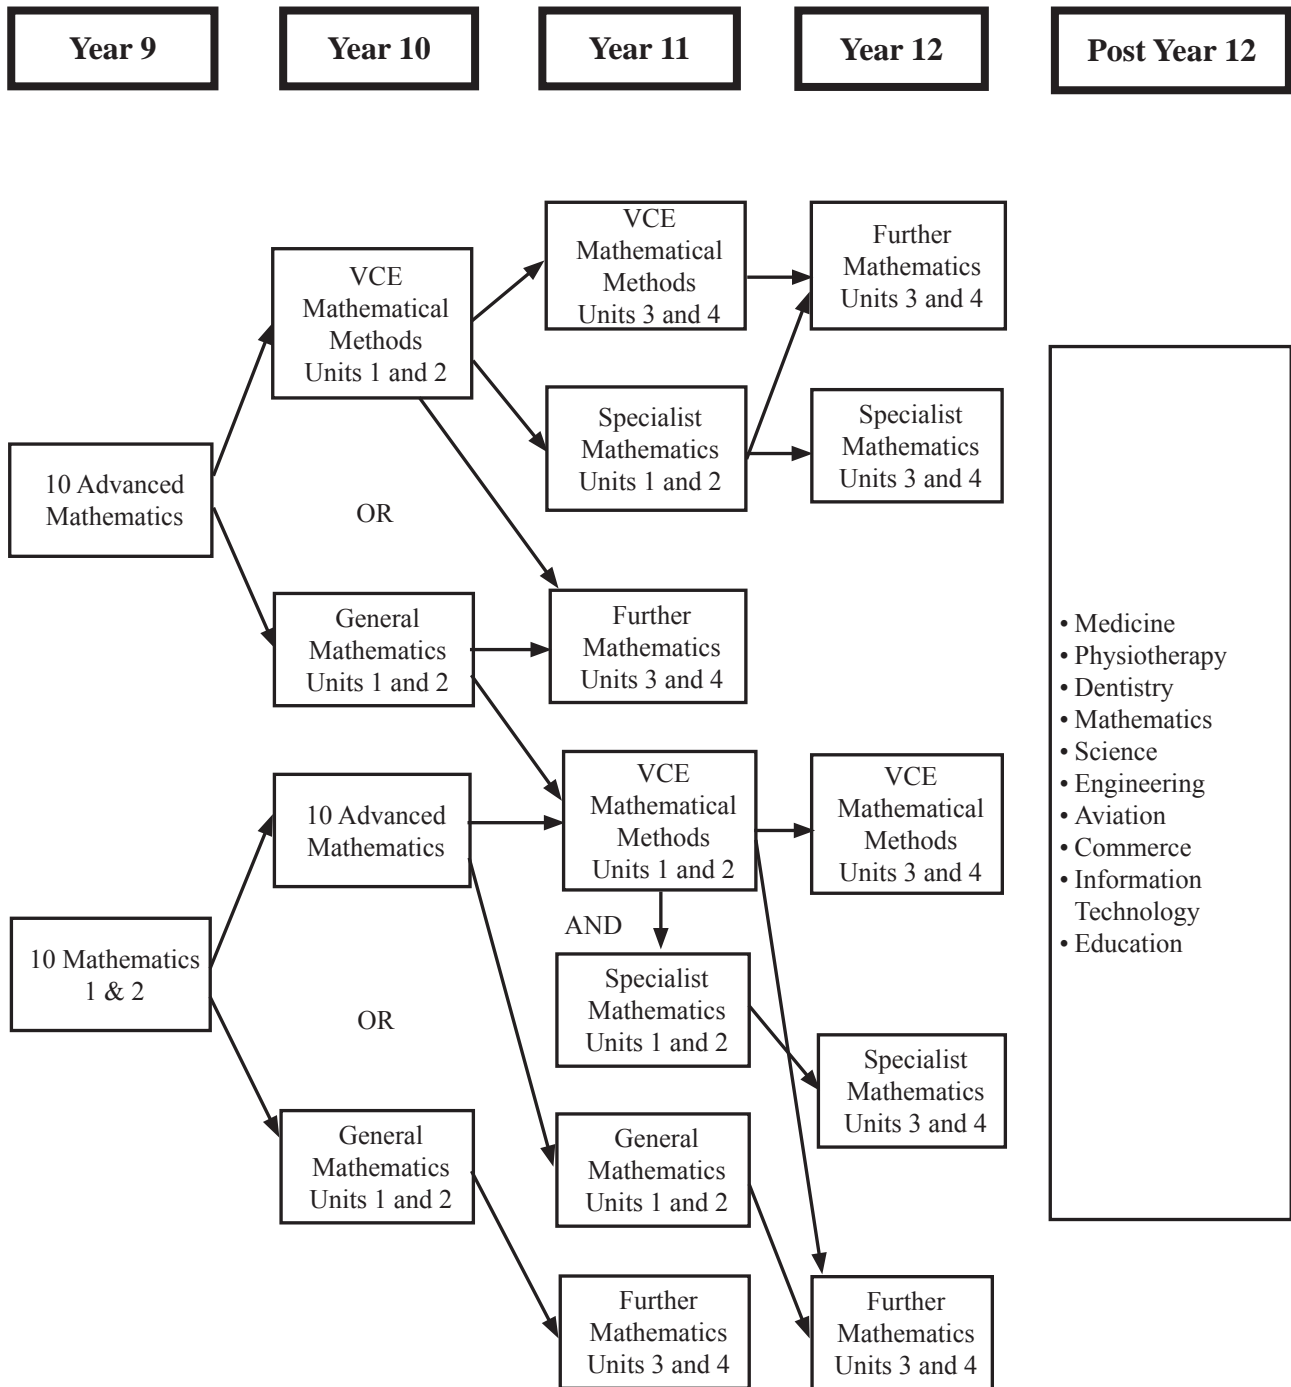 Year 9
Year 10
Year 11
Year 12
Post Year 12
10 Advanced
Mathematics
10 Mathematics
1 & 2
VCE
Mathematical
Methods
Units 1 and 2
OR
General
Mathematics
Units 1 and 2
10 Advanced
Mathematics
OR
General
Mathematics
Units 1 and 2
VCE
Mathematical
Methods
Units 3 and 4
Specialist
Mathematics
Units 1 and 2
Further
Mathematics
Units 3 and 4
VCE
Mathematical
Methods
Units 1 and 2
AND
Specialist
Mathematics
Units 1 and 2
General
Mathematics
Units 1 and 2
Further
Mathematics
Units 3 and 4
Further
Mathematics
Units 3 and 4
Specialist
Mathematics
Units 3 and 4
VCE
Mathematical
Methods
Units 3 and 4
Specialist
Mathematics
Units 3 and 4
Further
Mathematics
Units 3 and 4
• Medicine
• Physiotherapy
• Dentistry
• Mathematics
• Science
• Engineering
• Aviation
• Commerce
• Information
Technology
• Education